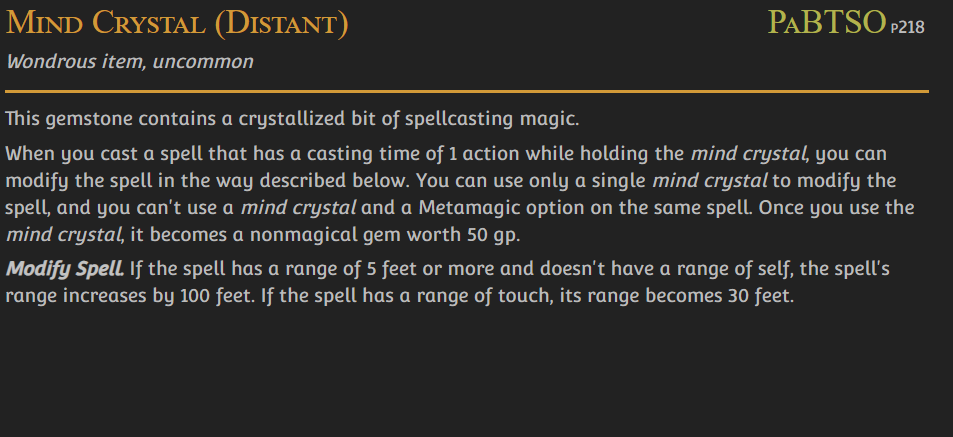 Mind Crystal (Distant) PaBTSO p218
Wondrous item, uncommon
This gemstone contains a crystallized bit of spellcasting magic.
When you cast a spell that has a casting time of 1 action while holding the mind crystal, you can
modify the spell in the way described below. You can use only a single mind crystal to modify the
spell, and you can't use a mind crystal and a Metamagic option on the same spell. Once you use the
mind crystal, it becomes a nonmagical gem worth 50 gp.
Modify Spell. If the spell has a range of 5 feet or more and doesn't have a range of self, the spell's
range increases by 100 feet. If the spell has a range of touch, its range becomes 30 feet.